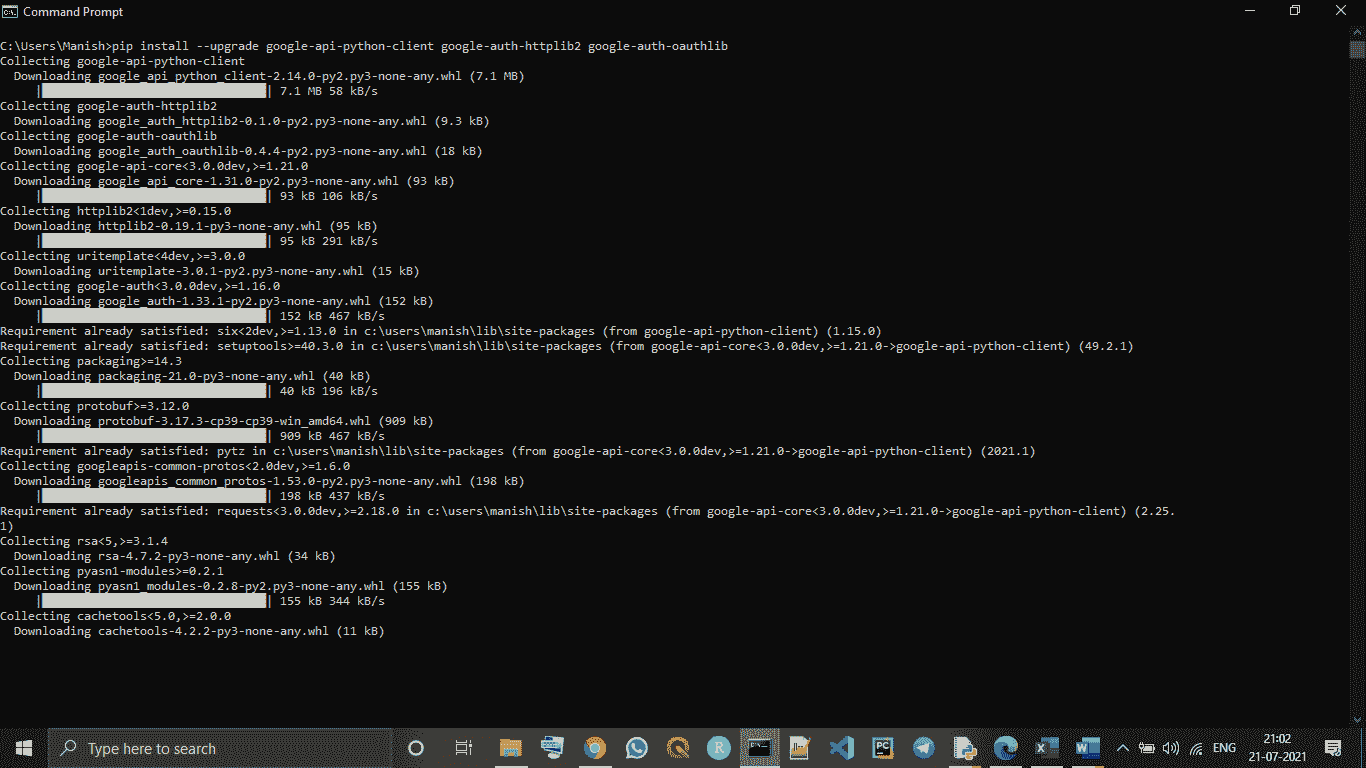 Command Prompt
C:\Users\Manish>pip install --upgrade google-api-python-client google-auth-httplib2 google-auth-oauthlib
Collecting google-api-python-client
Downloading google_api_python_client-2.14.0-py2.py3-none-any.whl (7.1 MB)
|████████████████████████████████| 7.1 MB 58 kB/s
Collecting google-auth-httplib2
Downloading google_auth_httplib2-0.1.0-py2.py3-none-any.whl (9.3 kB)
Collecting google-auth-oauthlib
Downloading google_auth_oauthlib-0.4.4-py2.py3-none-any.whl (18 kB)
Collecting google-api-core<3.0.0dev,>=1.21.0
Downloading google_api_core-1.31.0-py2.py3-none-any.whl (93 kB)
|████████████████████████████████| 93 kB 106 kB/s
Collecting httplib2<1dev,>=0.15.0
Downloading httplib2-0.19.1-py3-none-any.whl (95 kB)
|████████████████████████████████| 95 kB 291 kB/s
Collecting uritemplate<4dev,>=3.0.0
Downloading uritemplate-3.0.1-py2.py3-none-any.whl (15 kB)
Collecting google-auth<3.0.0dev,>=1.16.0
Downloading google_auth-1.33.1-py2.py3-none-any.whl (152 kB)
|████████████████████████████████| 152 kB 467 kB/s
Requirement already satisfied: six<2dev,>=1.13.0 in c:\users\manish\lib\site-packages (from google-api-python-client) (1.15.0)
Requirement already satisfied: setuptools>=40.3.0 in c:\users\manish\lib\site-packages (from google-api-core<3.0.0dev,>=1.21.0->google-api-python-client) (49.2.1)
Collecting packaging>=14.3
Downloading packaging-21.0-py3-none-any.whl (40 kB)
|████████████████████████████████| 40 kB 196 kB/s
Collecting protobuf>=3.12.0
Downloading protobuf-3.17.3-cp39-cp39-win_amd64.whl (909 kB)
|████████████████████████████████| 909 kB 467 kB/s
Requirement already satisfied: pytz in c:\users\manish\lib\site-packages (from google-api-core<3.0.0dev,>=1.21.0->google-api-python-client) (2021.1)
Collecting googleapis-common-protos<2.0dev,>=1.6.0
Downloading googleapis_common_protos-1.53.0-py2.py3-none-any.whl (198 kB)
|████████████████████████████████| 198 kB 437 kB/s
Requirement already satisfied: requests<3.0.0dev,>=2.18.0 in c:\users\manish\lib\site-packages (from google-api-core<3.0.0dev,>=1.21.0->google-api-python-client) (2.25.
1)
Collecting rsa<5,>=3.1.4
Downloading rsa-4.7.2-py3-none-any.whl (34 kB)
Collecting pyasn1-modules>=0.2.1
Downloading pyasn1_modules-0.2.8-py2.py3-none-any.whl (155 kB)
|████████████████████████████████| 155 kB 344 kB/s
Collecting cachetools<5.0,>=2.0.0
Downloading cachetools-4.2.2-py3-none-any.whl (11 kB)
Type here to search
ENG
21:02
21-07-2021